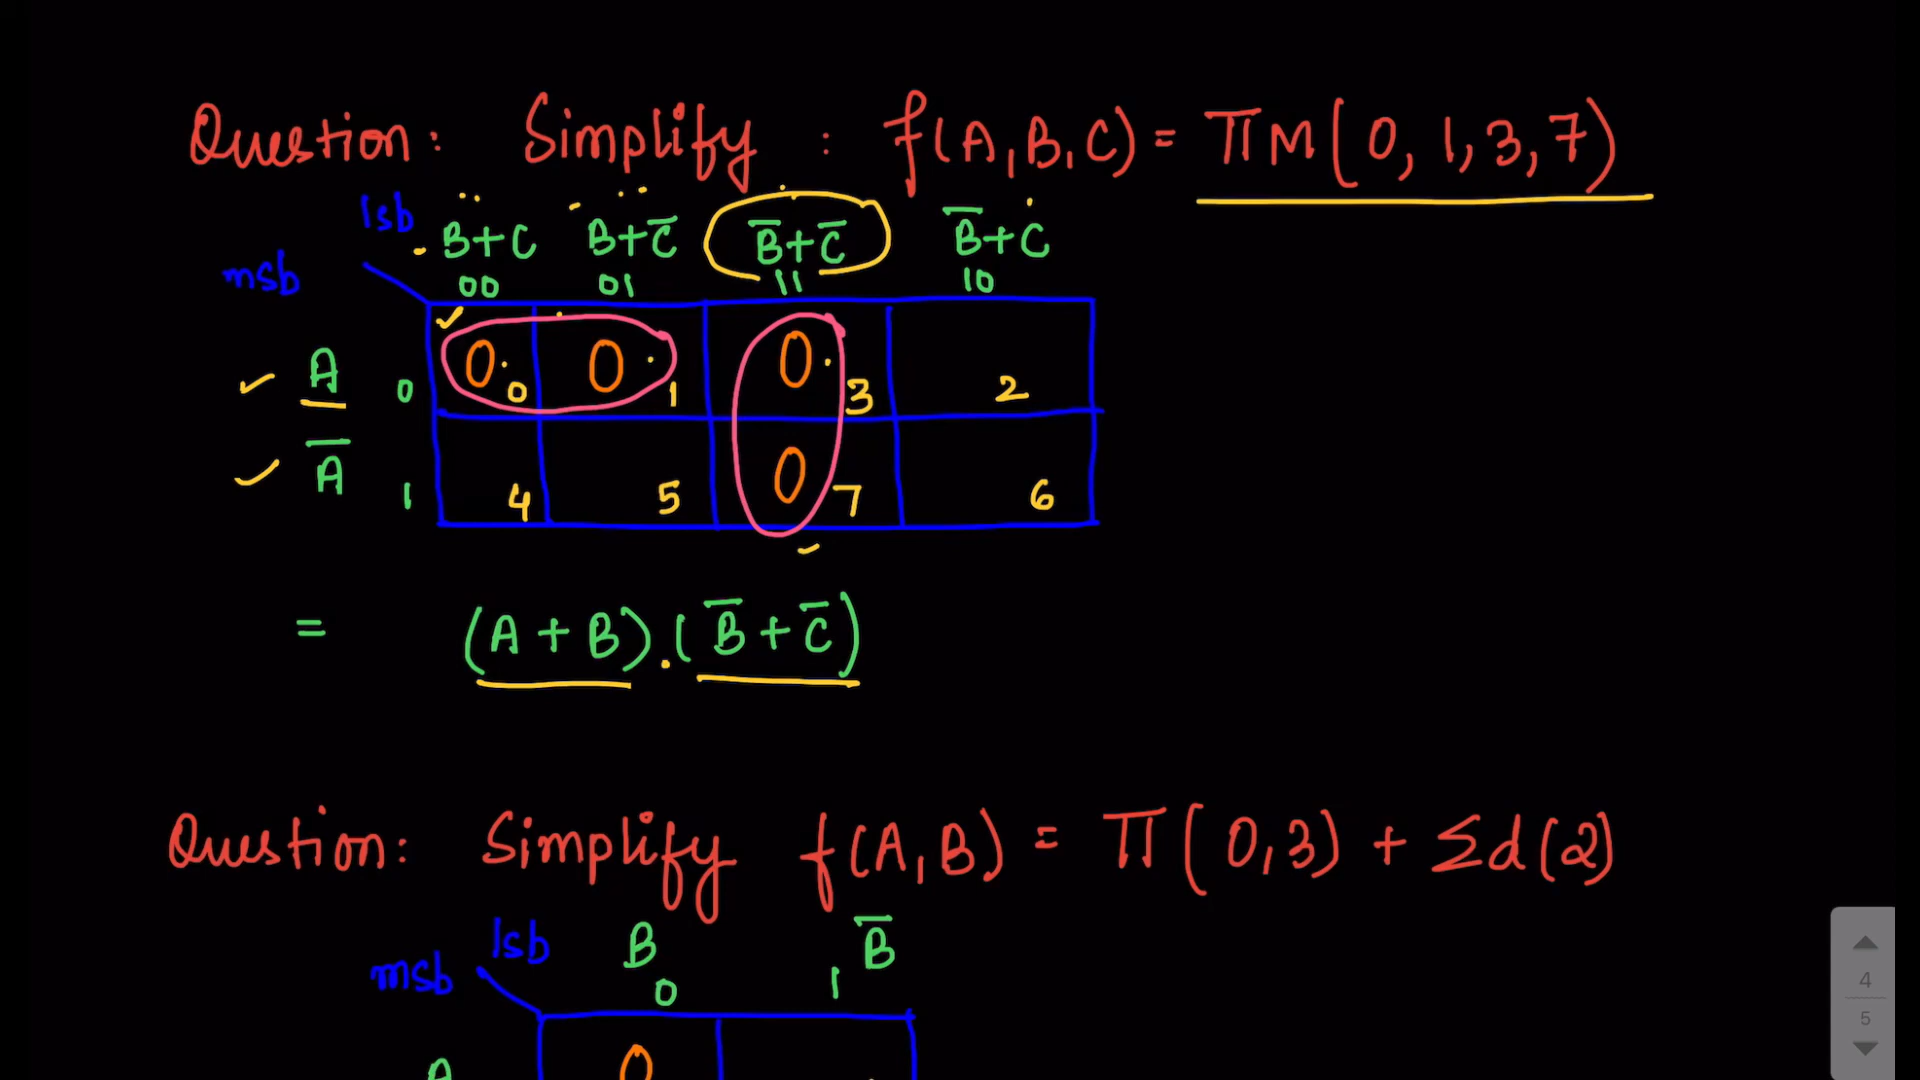 Question: Simplify : f(A,B,C) = πM(0,1,3,7)
lsb B+C B+C̅ B̅+C̅ B̅+C
msb 00 01 11 10
A 0 0 0 0 1 0 3 2
A̅ 1 4 5 0 7 6
= (A+B).(B̅+C̅)
Question: Simplify f(A,B) = π(0,3) + Σd(2)
lsb B B̅
msb 0 1
A 0
4
5